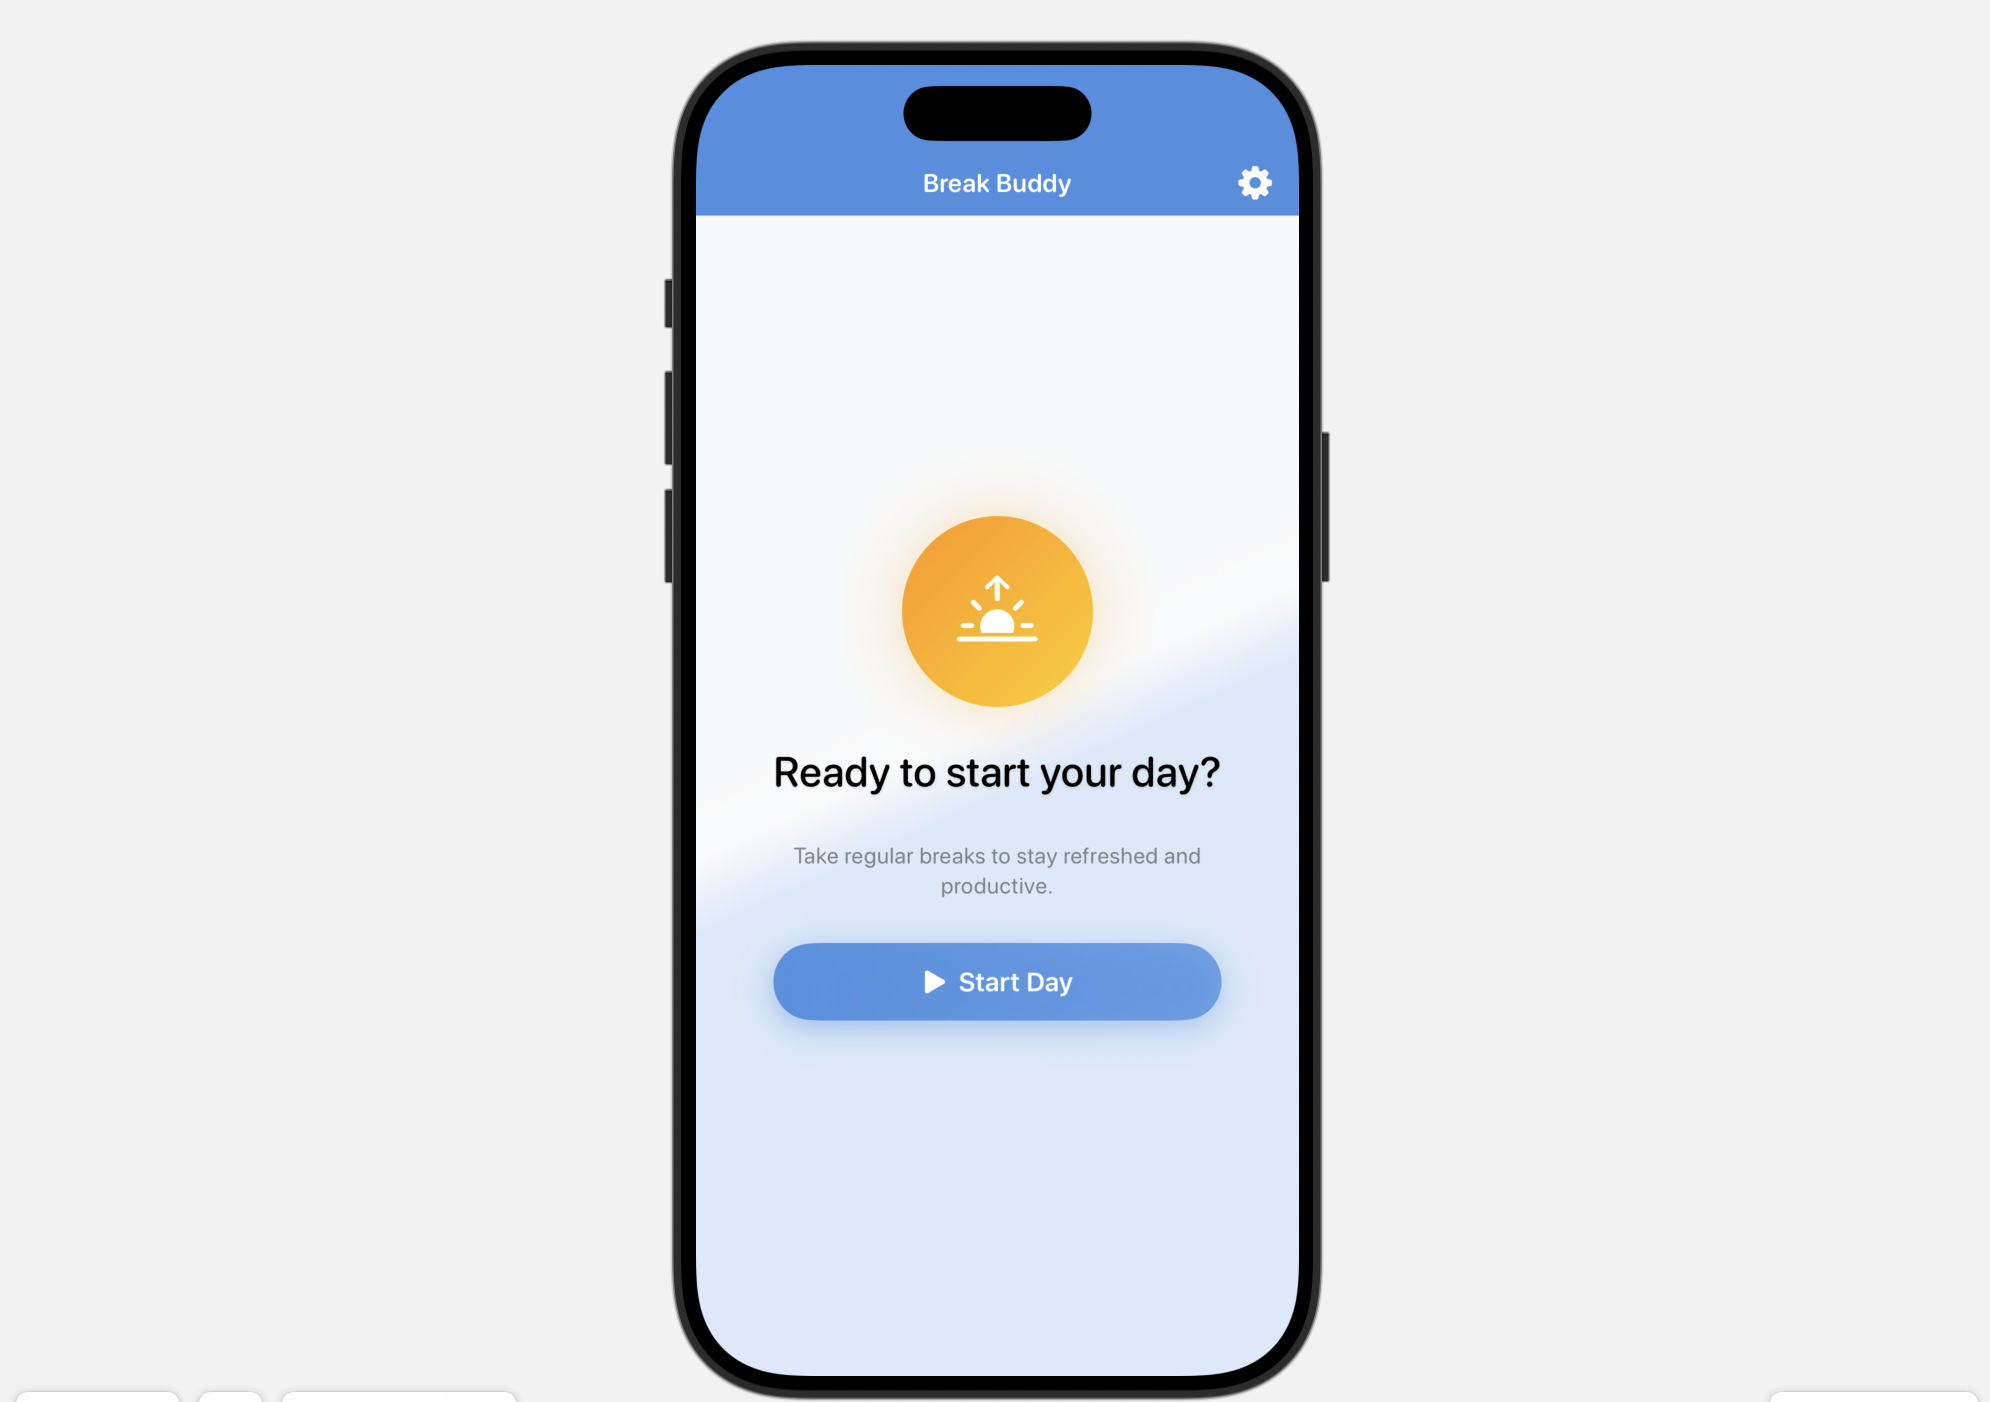 Break Buddy
Ready to start your day?
Take regular breaks to stay refreshed and
productive.
Start Day